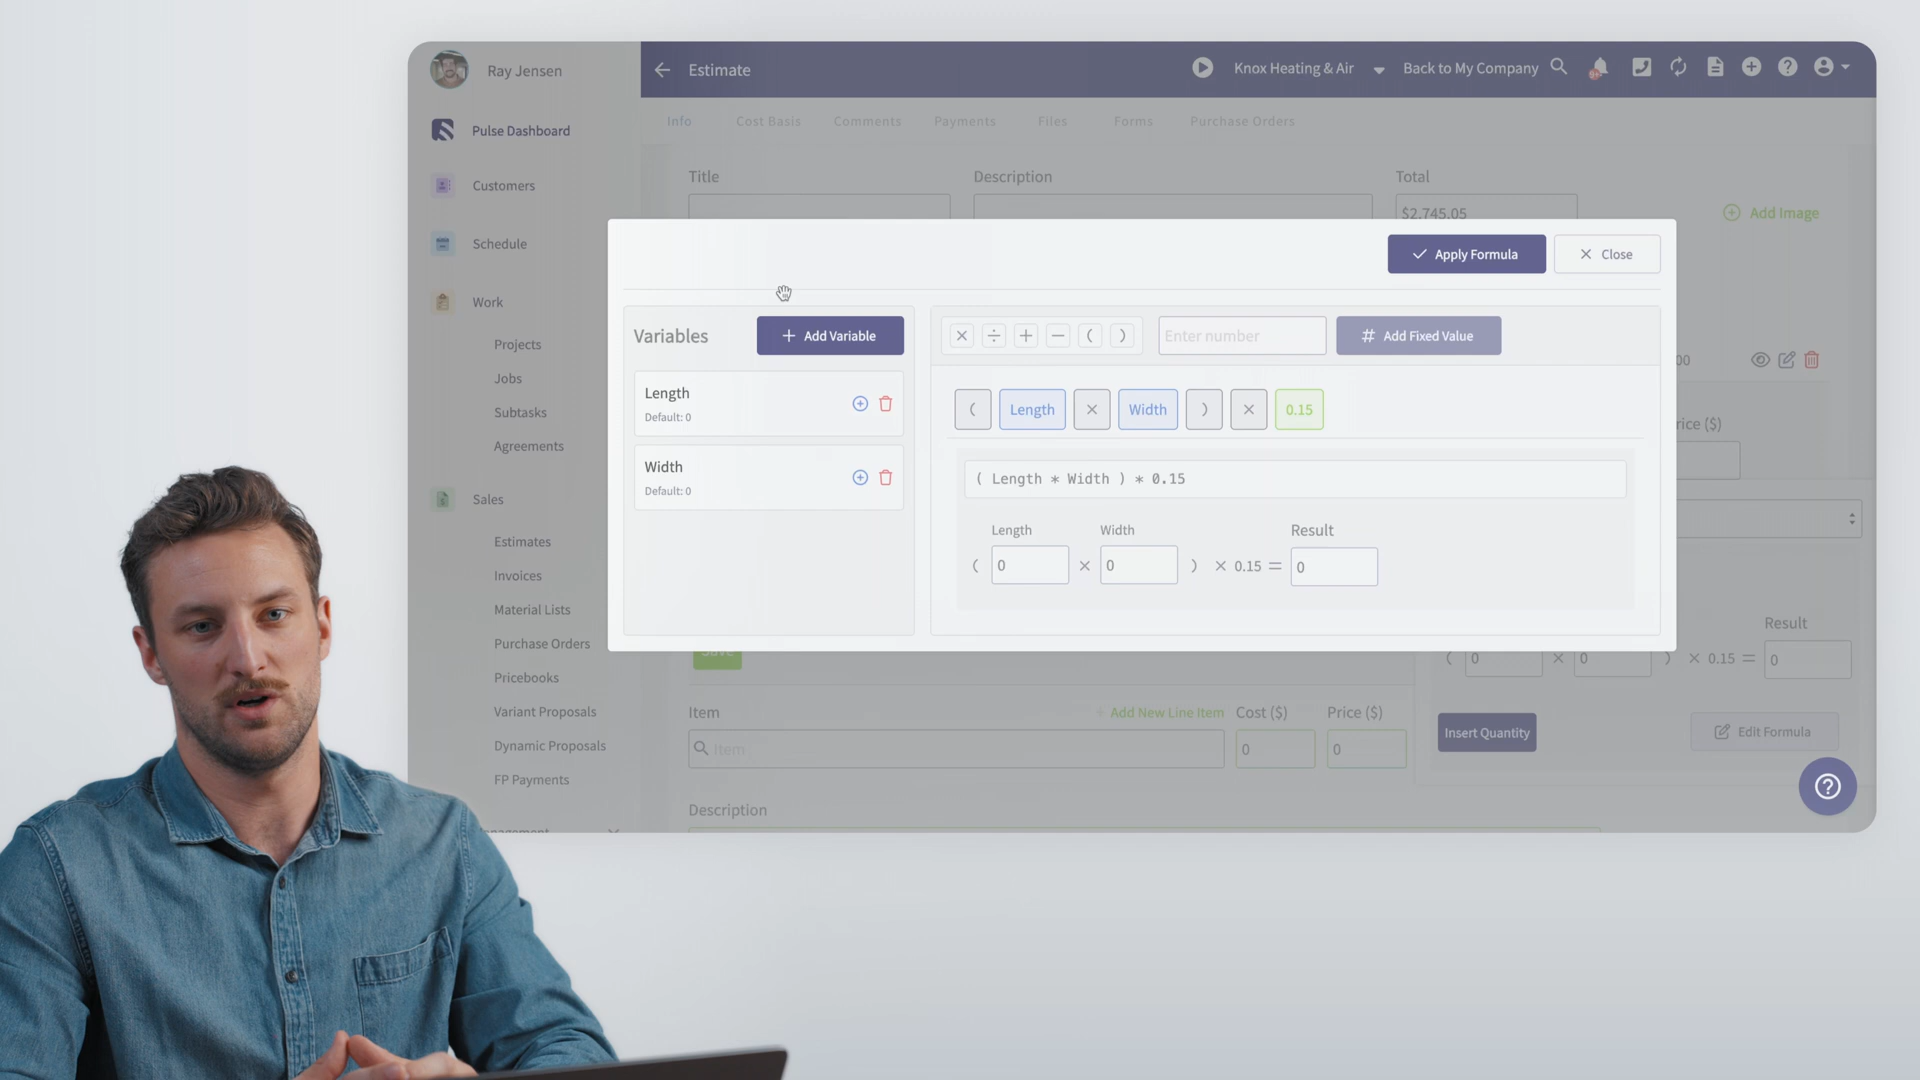 Ray Jensen
Estimate
Knox Heating & Air
Back to My Company
Pulse Dashboard
Customers
Schedule
Work
Projects
Jobs
Subtasks
Agreements
Sales
Estimates
Invoices
Material Lists
Purchase Orders
Pricebooks
Variant Proposals
Dynamic Proposals
FP Payments
Info
Cost Basis
Comments
Payments
Files
Forms
Purchase Orders
Title
Description
Total
$2,745.05
Add Image
Apply Formula
Close
Variables
+ Add Variable
Length
Default: 0
Width
Default: 0
× ÷ + − ( )
Enter number
# Add Fixed Value
( Length × Width ) × 0.15
( Length * Width ) * 0.15
Length Width Result
( 0 × 0 ) × 0.15 = 0
00
rice ($)
Result
( 0 × 0 ) × 0.15 = 0
Insert Quantity
Edit Formula
Save
Item
+ Add New Line Item
Cost ($)
Price ($)
Item
0
0
Description
?